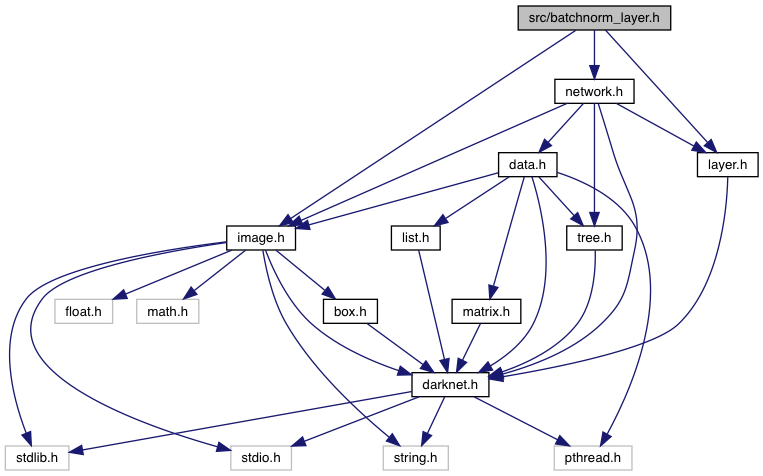 src/batchnorm_layer.h
network.h
data.h
layer.h
image.h
list.h
tree.h
float.h
math.h
box.h
matrix.h
darknet.h
stdlib.h
stdio.h
string.h
pthread.h